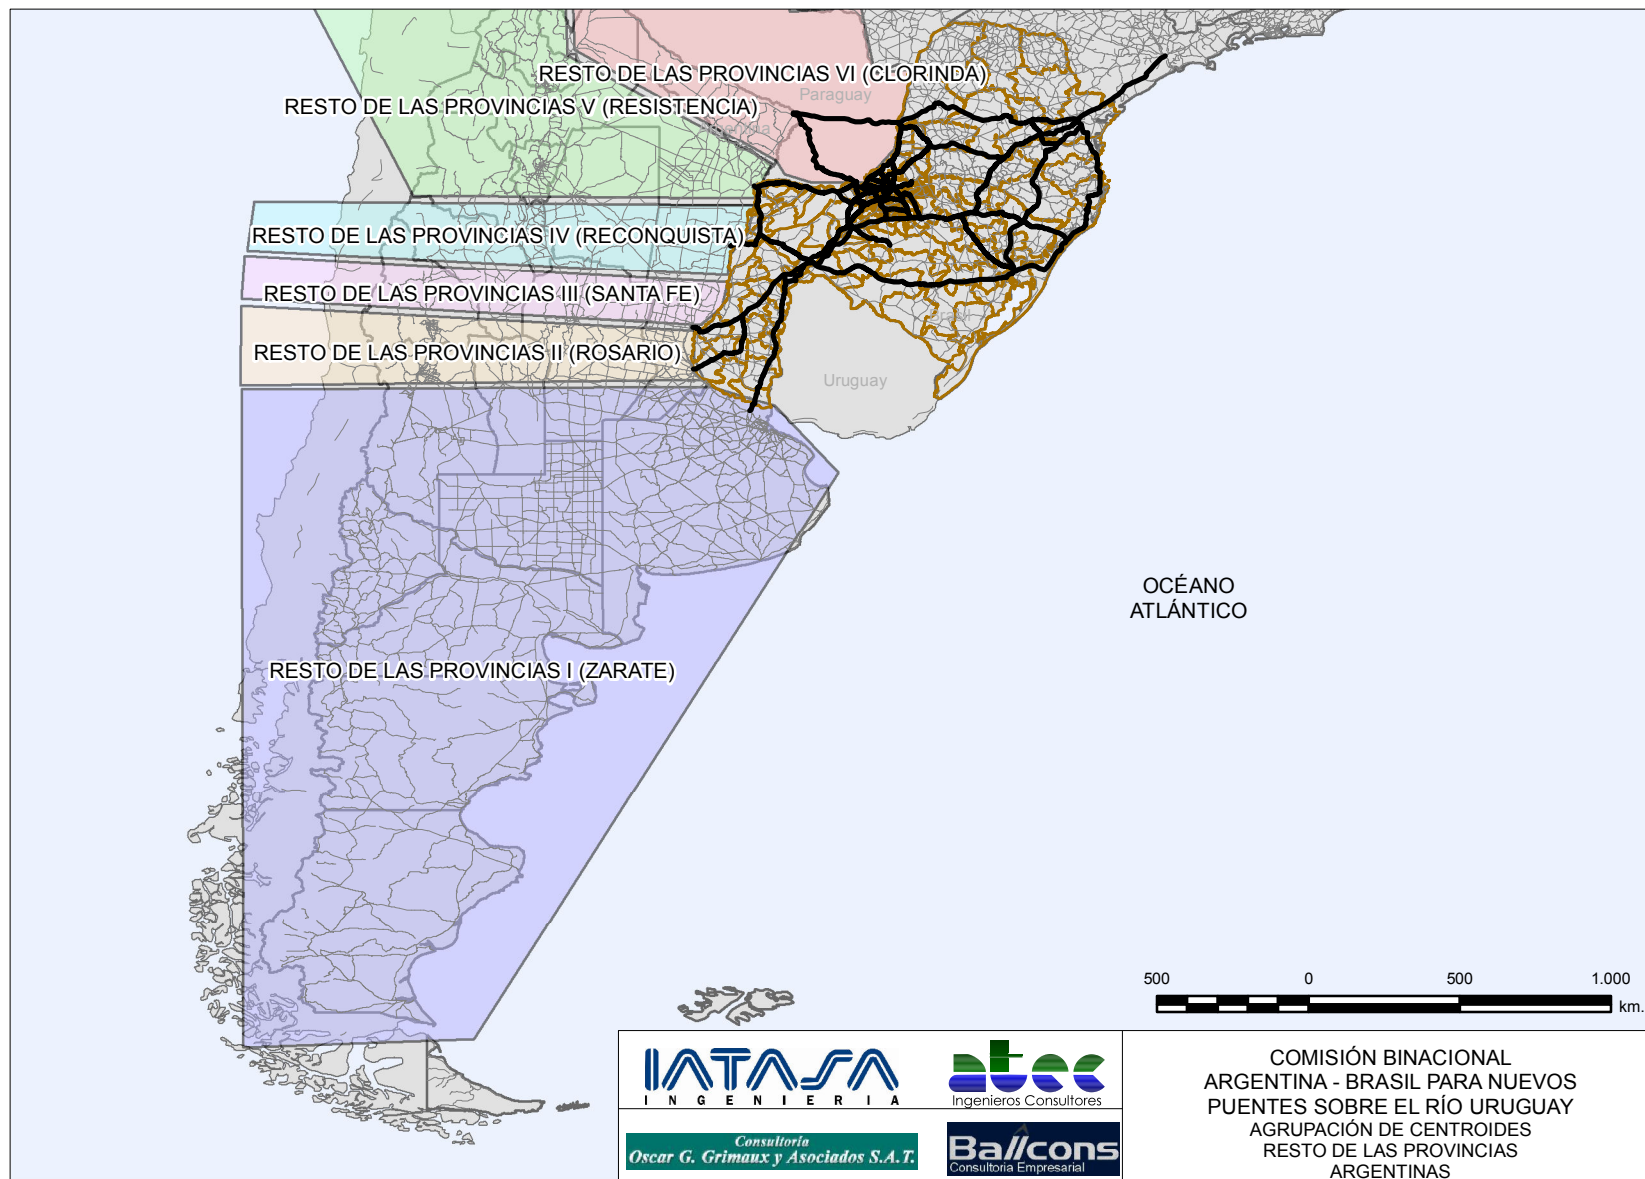 RESTO DE LAS PROVINCIAS VI (CLORINDA)
Paraguay
RESTO DE LAS PROVINCIAS V (RESISTENCIA)
Argentina
RESTO DE LAS PROVINCIAS IV (RECONQUISTA)
RESTO DE LAS PROVINCIAS III (SANTA FE)
Brasil
RESTO DE LAS PROVINCIAS II (ROSARIO)
Uruguay
OCÉANO
ATLÁNTICO
RESTO DE LAS PROVINCIAS I (ZARATE)
500 0 500 1.000
km.
IATASA
INGENIERIA
atec
Ingenieros Consultores
Consultoría
Oscar G. Grimaux y Asociados S.A.T.
Ballcons
Consultoria Empresarial
COMISIÓN BINACIONAL
ARGENTINA - BRASIL PARA NUEVOS
PUENTES SOBRE EL RÍO URUGUAY
AGRUPACIÓN DE CENTROIDES
RESTO DE LAS PROVINCIAS
ARGENTINAS